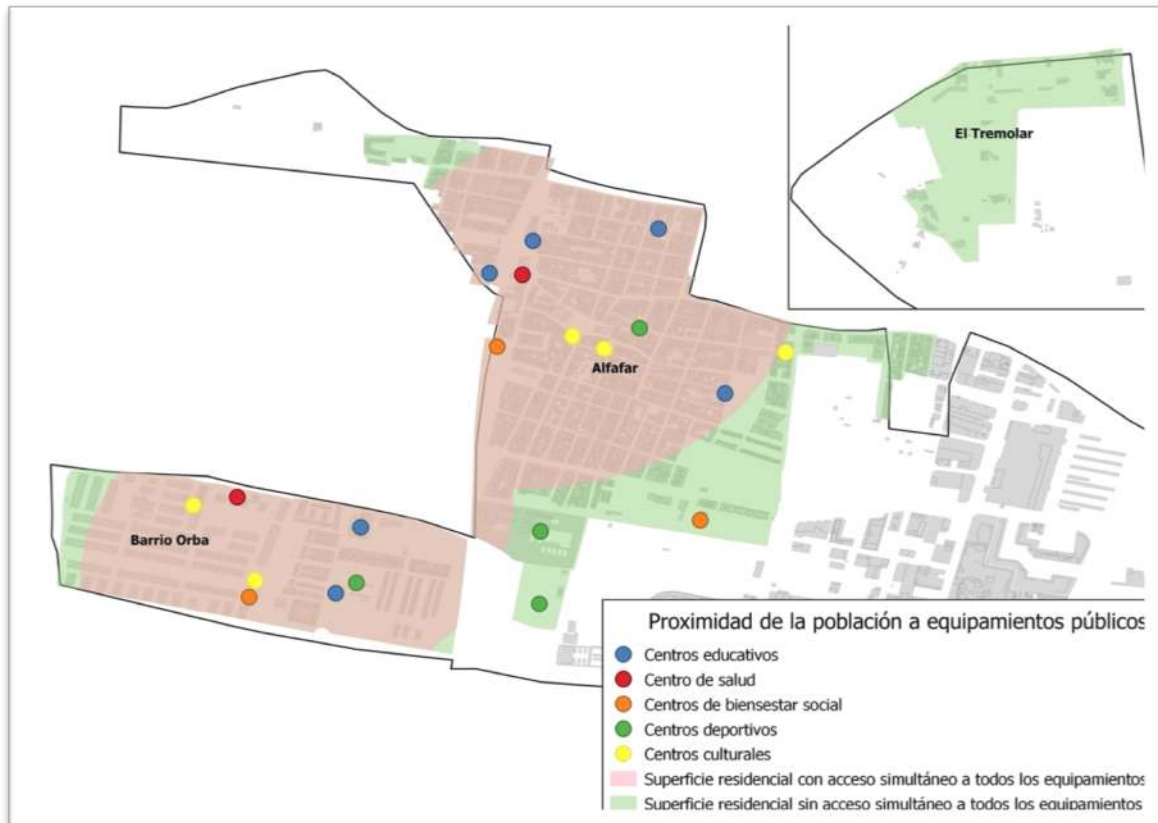 El Tremolar
Alfafar
Barrio Orba
Proximidad de la población a equipamientos públicos
Centros educativos
Centro de salud
Centros de biensestar social
Centros deportivos
Centros culturales
Superficie residencial con acceso simultáneo a todos los equipamientos
Superficie residencial sin acceso simultáneo a todos los equipamientos